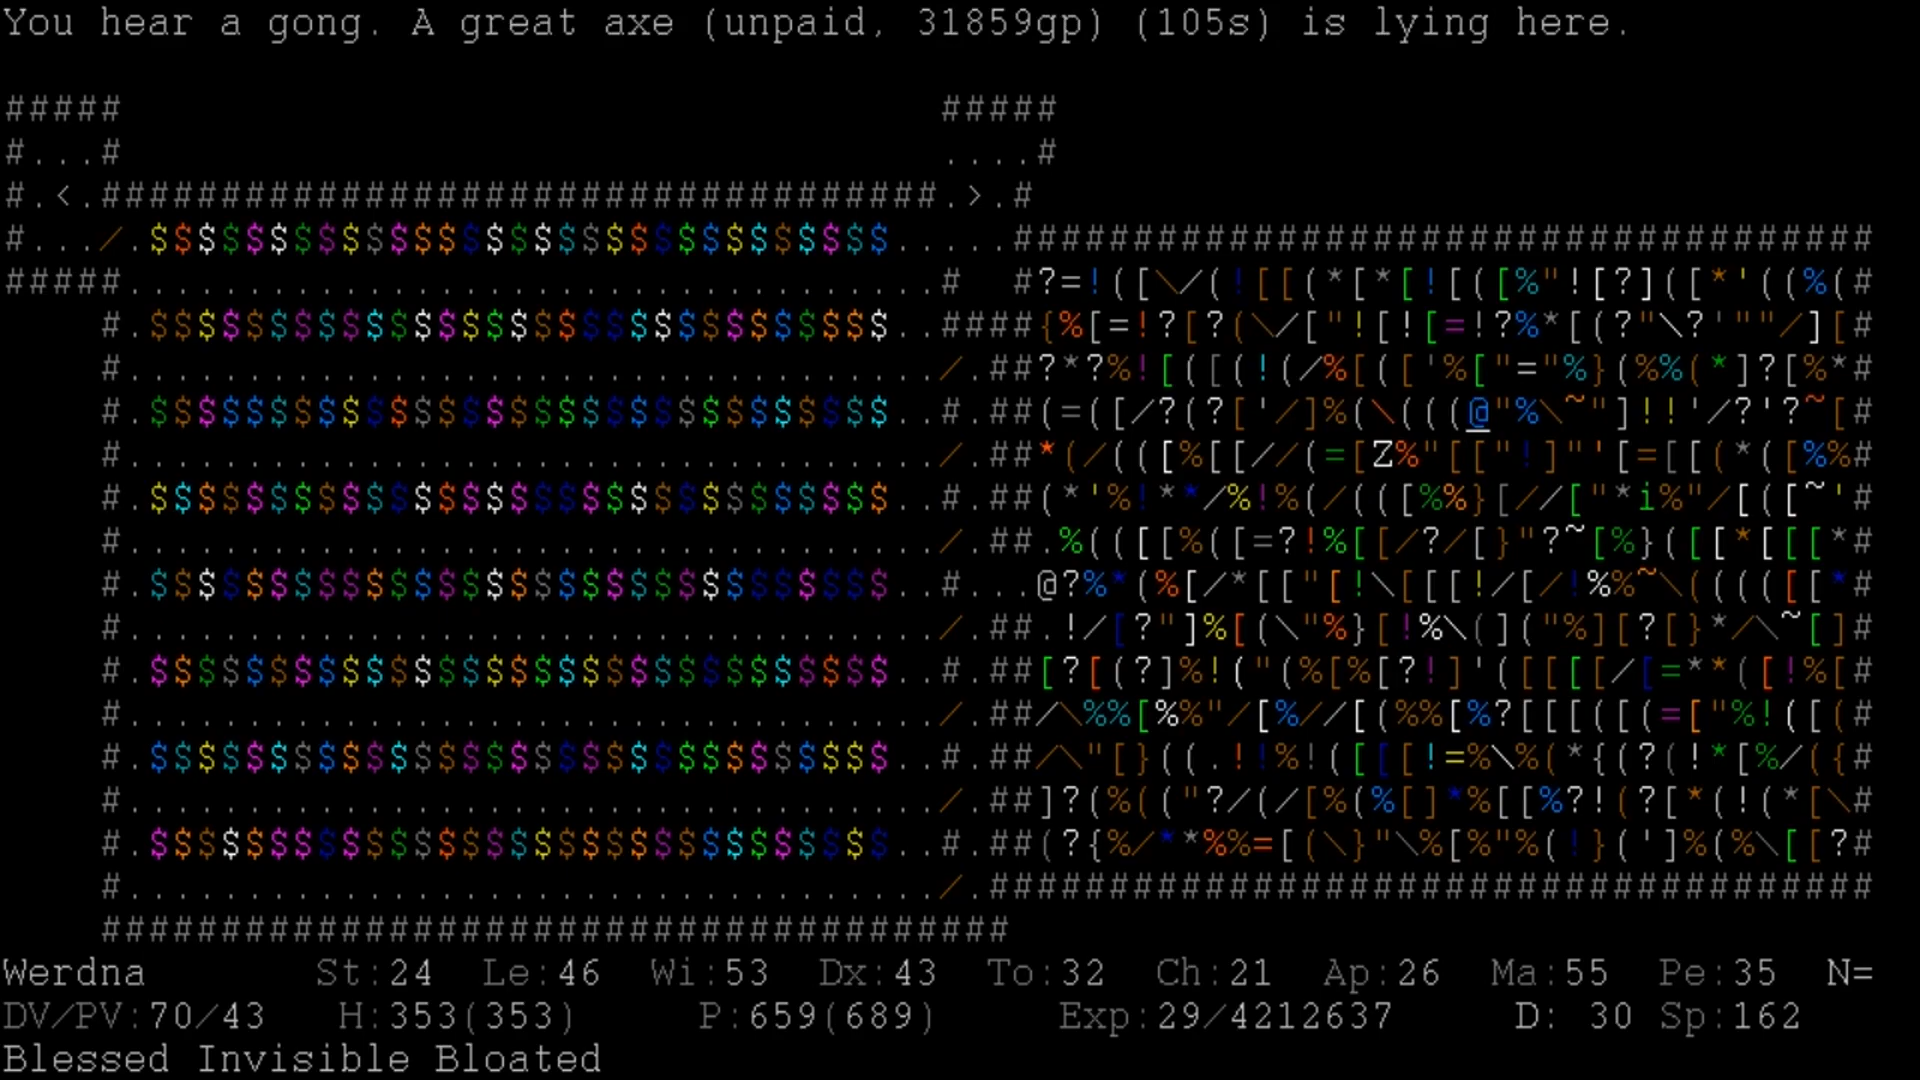 You hear a gong. A great axe (unpaid, 31859gp) (105s) is lying here.
Werdna St:24 Le:46 Wi:53 Dx:43 To:32 Ch:21 Ap:26 Ma:55 Pe:35 N=
DV/PV:70/43 H:353(353) P:659(689) Exp:29/4212637 D: 30 Sp:162
Blessed Invisible Bloated